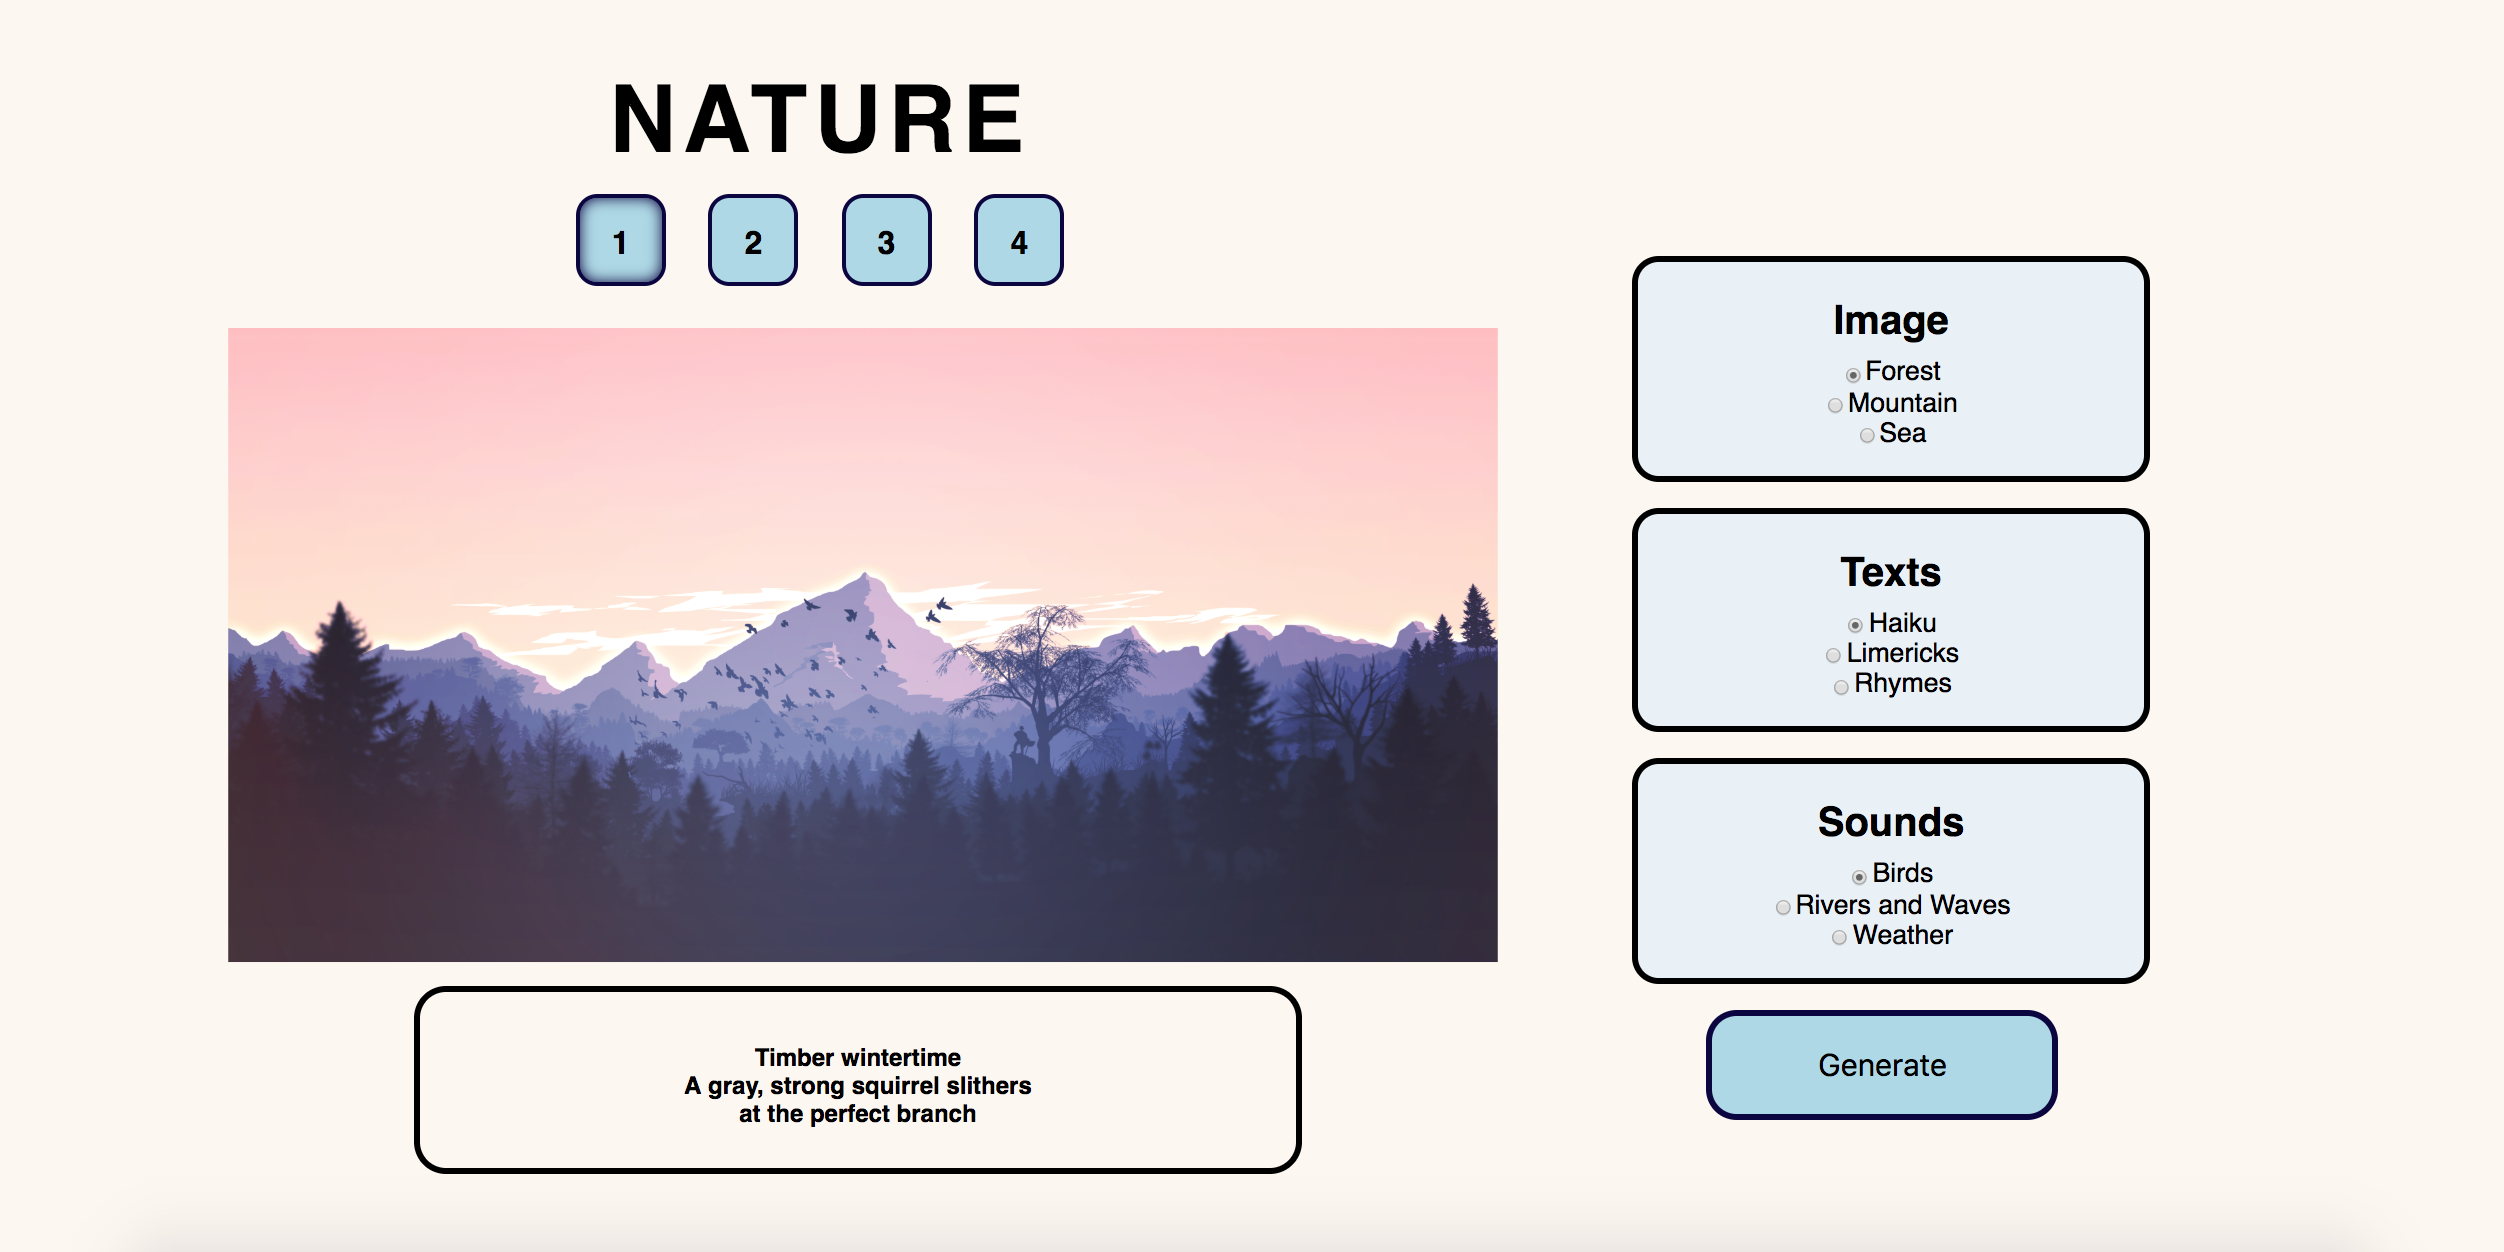 NATURE
1 2 3 4
Image
Forest
Mountain
Sea
Texts
Haiku
Limericks
Rhymes
Sounds
Birds
Rivers and Waves
Weather
Generate
Timber wintertime
A gray, strong squirrel slithers
at the perfect branch